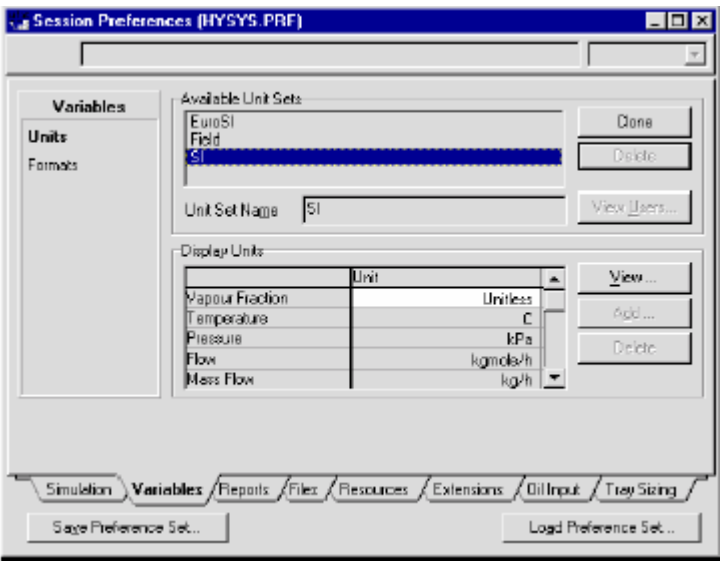 Session Preferences (HYSYS.PRF)
Variables
Units
Formats
Available Unit Sets
EuroSI
Field
SI
Clone
Delete
Unit Set Name SI
View Users...
Display Units
Unit
Vapour Fraction Unitless
Temperature C
Pressure kPa
Flow kgmole/h
Mass Flow kg/h
View...
Add...
Delete
Simulation Variables Reports Files Resources Extensions Oil Input Tray Sizing
Save Preference Set...
Load Preference Set...